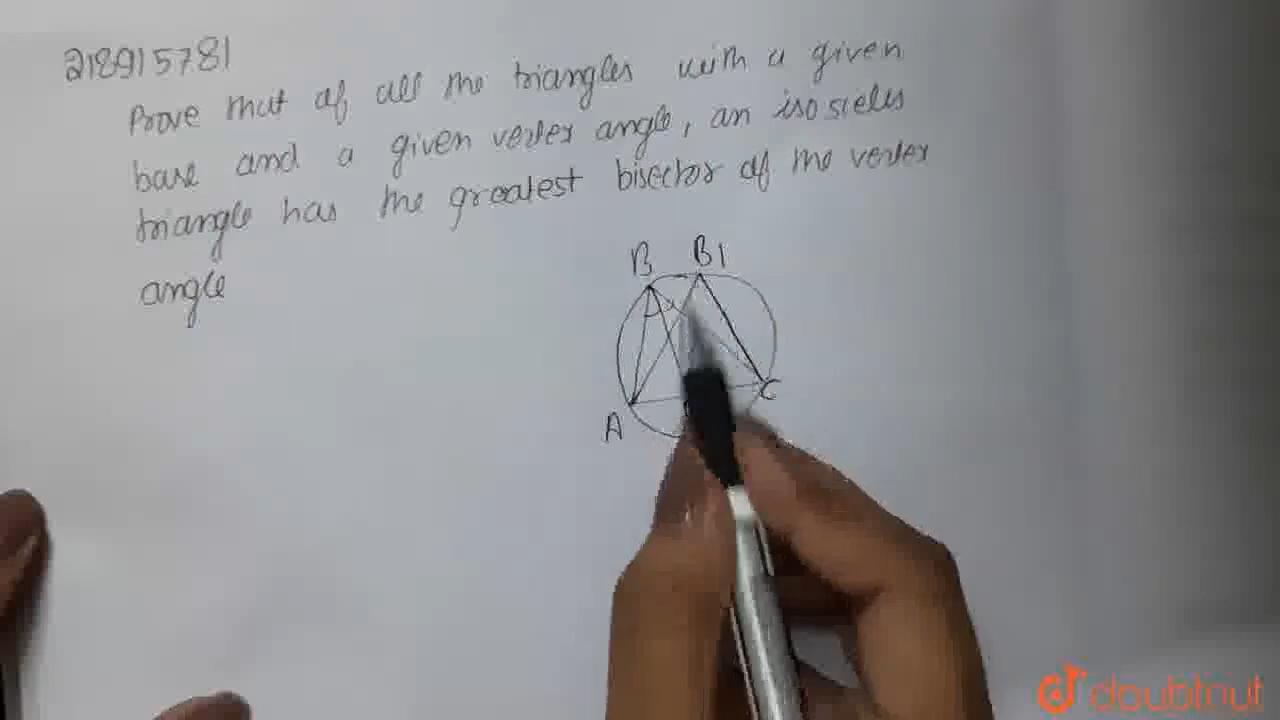 218915781
Prove that of all the triangles with a given
base and a given vertex angle, an isosieles
triangle has the greatest bisector of the vertex
angle
B B1
A C
doubtnut